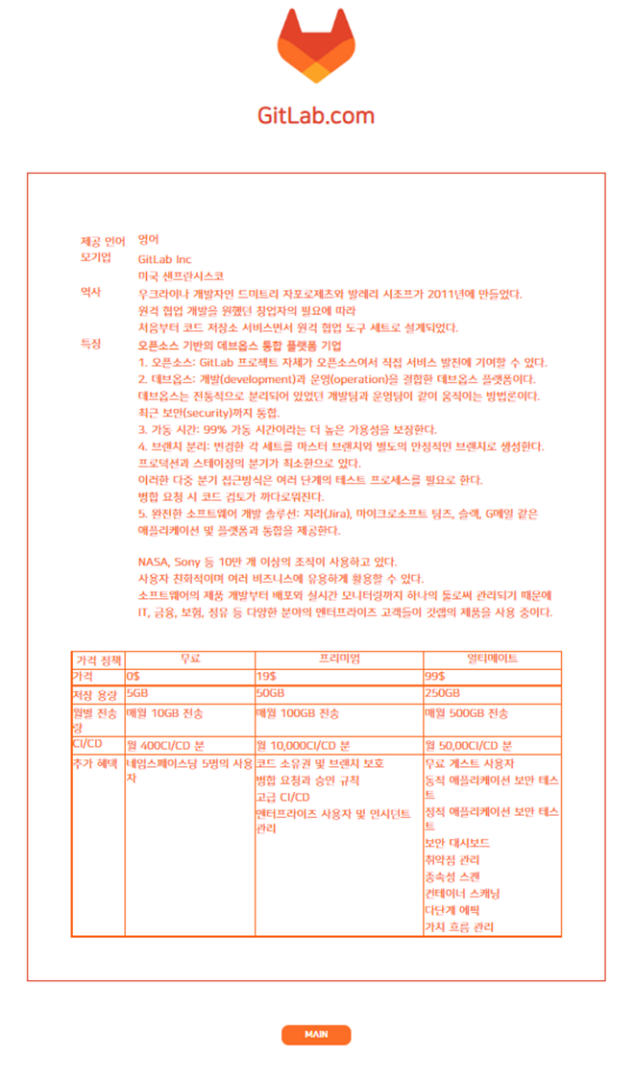 GitLab.com
제공 언어 영어
모기업 GitLab Inc
미국 샌프란시스코
역사 우크라이나 개발자인 드미트리 자포로제츠와 발레리 시조프가 2011년에 만들었다.
원격 협업 개발을 원했던 창업자의 필요에 따라
처음부터 코드 저장소 서비스면서 원격 협업 도구 세트로 설계되었다.
특징 오픈소스 기반의 데브옵스 통합 플랫폼 기업
1. 오픈소스: GitLab 프로젝트 자체가 오픈소스여서 직접 서비스 발전에 기여할 수 있다.
2. 데브옵스: 개발(development)과 운영(operation)을 결합한 데브옵스 플랫폼이다.
데브옵스는 전통적으로 분리되어 있었던 개발팀과 운영팀이 같이 움직이는 방법론이다.
최근 보안(security)까지 통합.
3. 가동 시간: 99% 가동 시간이라는 더 높은 가용성을 보장한다.
4. 브랜치 분리: 변경한 각 세트를 마스터 브랜치와 별도의 안정적인 브랜치로 생성한다.
프로덕션과 스테이징의 분기가 최소한으로 있다.
이러한 다중 분기 접근방식은 여러 단계의 테스트 프로세스를 필요로 한다.
병합 요청 시 코드 검토가 까다로워진다.
5. 완전한 소프트웨어 개발 솔루션: 지라(Jira), 마이크로소프트 팀즈, 슬랙, G메일 같은
애플리케이션 및 플랫폼과 통합을 제공한다.
NASA, Sony 등 10만 개 이상의 조직이 사용하고 있다.
사용자 친화적이며 여러 비즈니스에 유용하게 활용할 수 있다.
소프트웨어의 제품 개발부터 배포와 실시간 모니터링까지 하나의 툴로써 관리되기 때문에
IT, 금융, 보험, 정유 등 다양한 분야의 엔터프라이즈 고객들이 깃랩의 제품을 사용 중이다.
가격 정책 무료 프리미엄 얼티메이트
가격 0$ 19$ 99$
저장 용량 5GB 50GB 250GB
월별 전송 매월 10GB 전송 매월 100GB 전송 매월 500GB 전송
량
CI/CD 월 400CI/CD 분 월 10,000CI/CD 분 월 50,00CI/CD 분
추가 혜택 네임스페이스당 5명의 사용 코드 소유권 및 브랜치 보호 무료 게스트 사용자
자 병합 요청과 승인 규칙 동적 애플리케이션 보안 테스
고급 CI/CD 트
엔터프라이즈 사용자 및 인시던트 정적 애플리케이션 보안 테스
관리 트
보안 대시보드
취약점 관리
종속성 스캔
컨테이너 스캐닝
다단계 에픽
가치 흐름 관리
MAIN